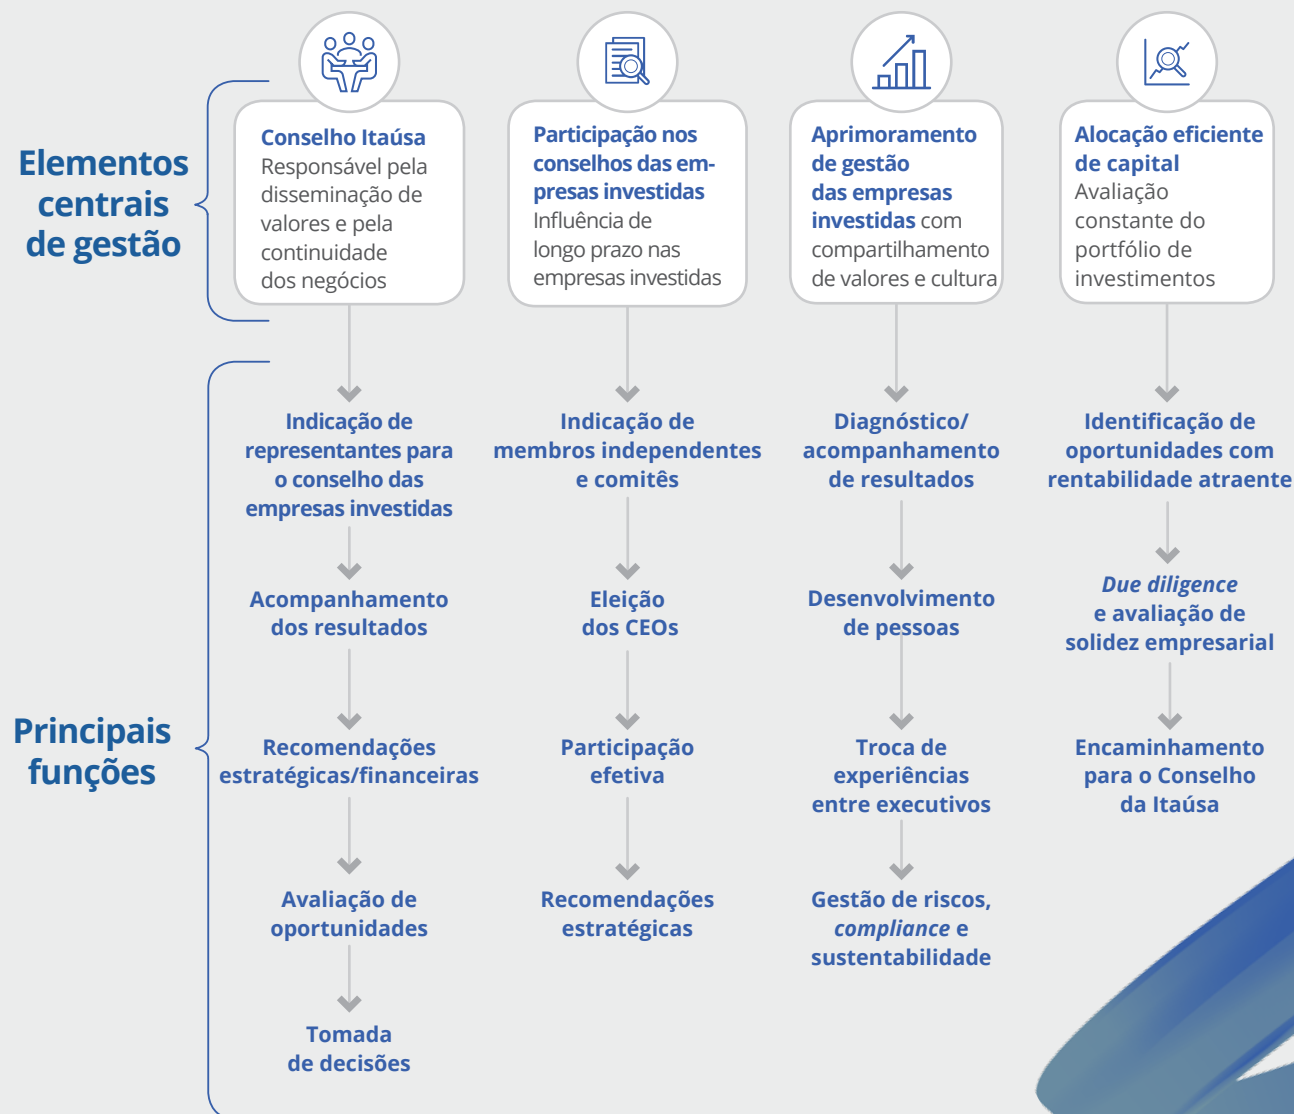 Elementos
centrais
de gestão
Conselho Itaúsa
Responsável pela
disseminação de
valores e pela
continuidade
dos negócios
Participação nos
conselhos das em-
presas investidas
Influência de
longo prazo nas
empresas investidas
Aprimoramento
de gestão
das empresas
investidas com
compartilhamento
de valores e cultura
Alocação eficiente
de capital
Avaliação
constante do
portfólio de
investimentos
Principais
funções
Indicação de
representantes para
o conselho das
empresas investidas
Acompanhamento
dos resultados
Recomendações
estratégicas/financeiras
Avaliação de
oportunidades
Tomada
de decisões
Indicação de
membros independentes
e comitês
Eleição
dos CEOs
Participação
efetiva
Recomendações
estratégicas
Diagnóstico/
acompanhamento
de resultados
Desenvolvimento
de pessoas
Troca de
experiências
entre executivos
Gestão de riscos,
compliance e
sustentabilidade
Identificação de
oportunidades com
rentabilidade atraente
Due diligence
e avaliação de
solidez empresarial
Encaminhamento
para o Conselho
da Itaúsa